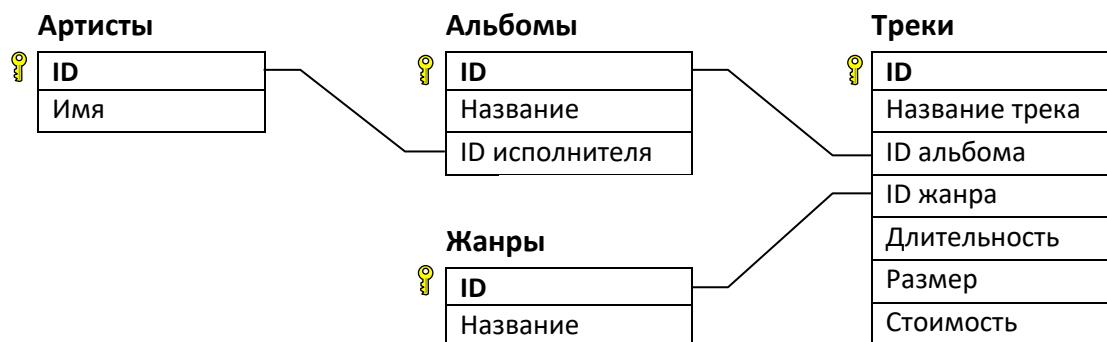 Артисты
ID
Имя
Альбомы
ID
Название
ID исполнителя
Жанры
ID
Название
Треки
ID
Название трека
ID альбома
ID жанра
Длительность
Размер
Стоимость